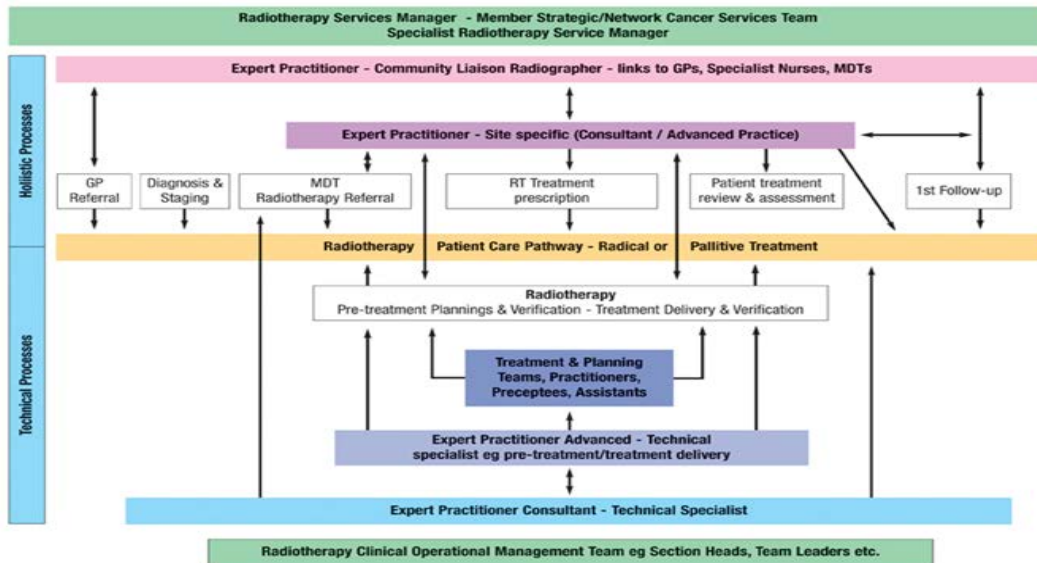 Radiotherapy Services Manager - Member Strategic/Network Cancer Services Team
Specialist Radiotherapy Service Manager
Holistic Processes
Expert Practitioner - Community Liaison Radiographer - links to GPs, Specialist Nurses, MDTs
Expert Practitioner - Site specific (Consultant / Advanced Practice)
GP
Referral
Diagnosis &
Staging
MDT
Radiotherapy Referral
RT Treatment
prescription
Patient treatment
review & assessment
1st Follow-up
Radiotherapy Patient Care Pathway - Radical or Pallitive Treatment
Technical Processes
Radiotherapy
Pre-treatment Plannings & Verification - Treatment Delivery & Verification
Treatment & Planning
Teams, Practitioners,
Preceptees, Assistants
Expert Practitioner Advanced - Technical
specialist eg pre-treatment/treatment delivery
Expert Practitioner Consultant - Technical Specialist
Radiotherapy Clinical Operational Management Team eg Section Heads, Team Leaders etc.